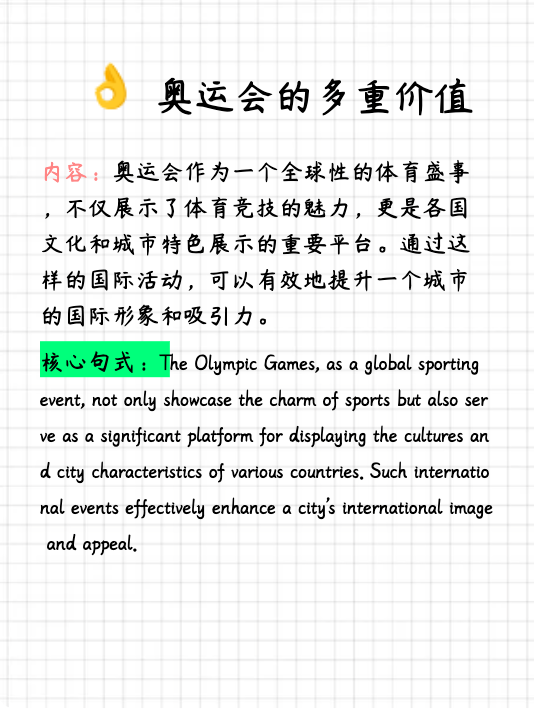 奥运会的多重价值
内容：奥运会作为一个全球性的体育盛事
，不仅展示了体育竞技的魅力，更是各国
文化和城市特色展示的重要平台。通过这
样的国际活动，可以有效地提升一个城市
的国际形象和吸引力。
核心句式：The Olympic Games, as a global sporting
event, not only showcase the charm of sports but also ser
ve as a significant platform for displaying the cultures an
d city characteristics of various countries. Such internatio
nal events effectively enhance a city's international image
and appeal.